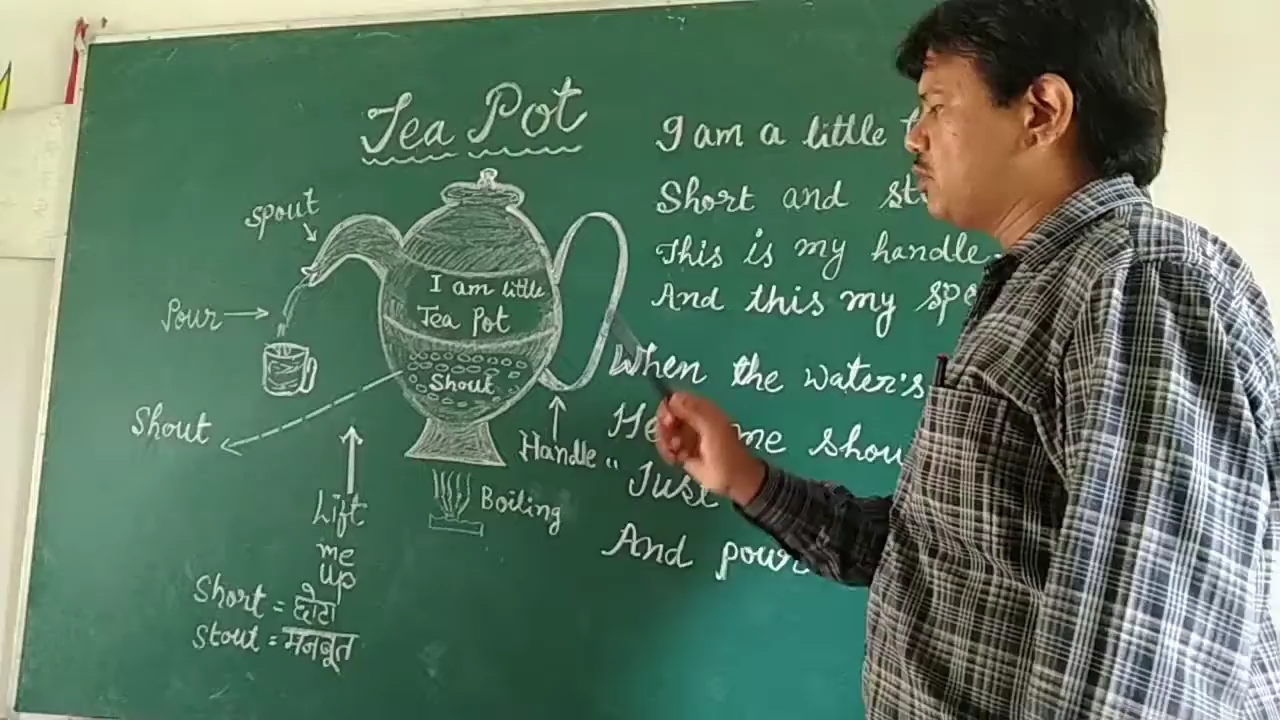 Tea Pot
spout
Pour
Shout
I am little
Tea Pot
Shout
Handle "
Boiling
Lift
me
up
Short = छोटा
Stout = मजबूत
I am a little
Short and
This is my handle
And this my
When the water's
me
Just
And pour